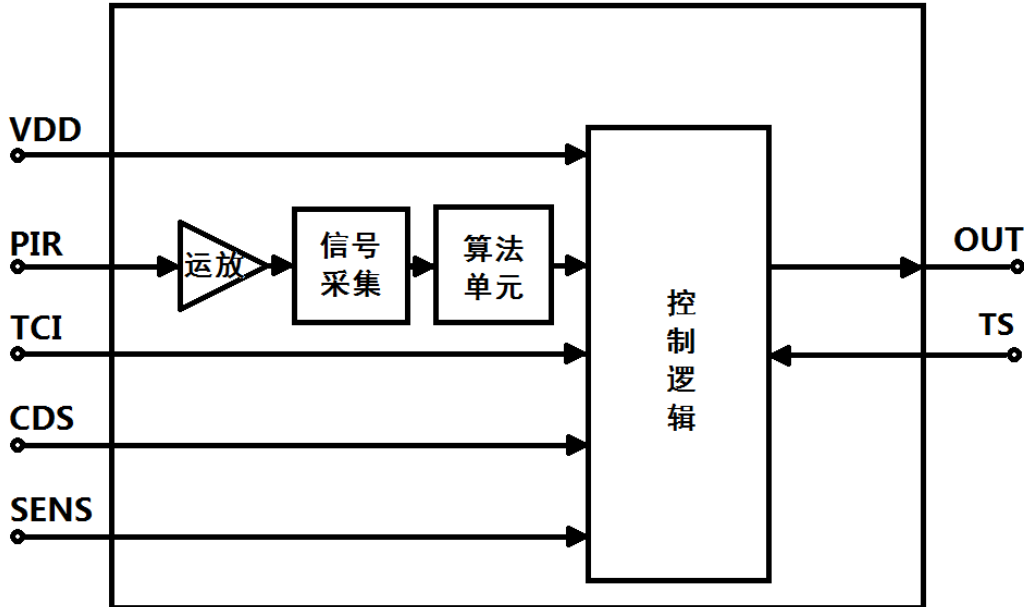 VDD
PIR
运放
信号
采集
算法
单元
OUT
TCI
控
制
逻
辑
TS
CDS
SENS